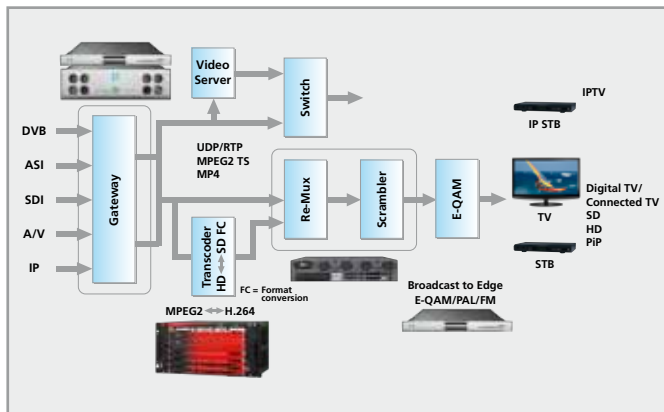 DVB
ASI
SDI
A/V
IP
Gateway
Video
Server
Switch
UDP/RTP
MPEG2 TS
MP4
Transcoder
HD SD FC
FC = Format
conversion
MPEG2 H.264
Re-Mux
Scrambler
E-QAM
Broadcast to Edge
E-QAM/PAL/FM
IPTV
IP STB
TV
Digital TV/
Connected TV
SD
HD
PiP
STB